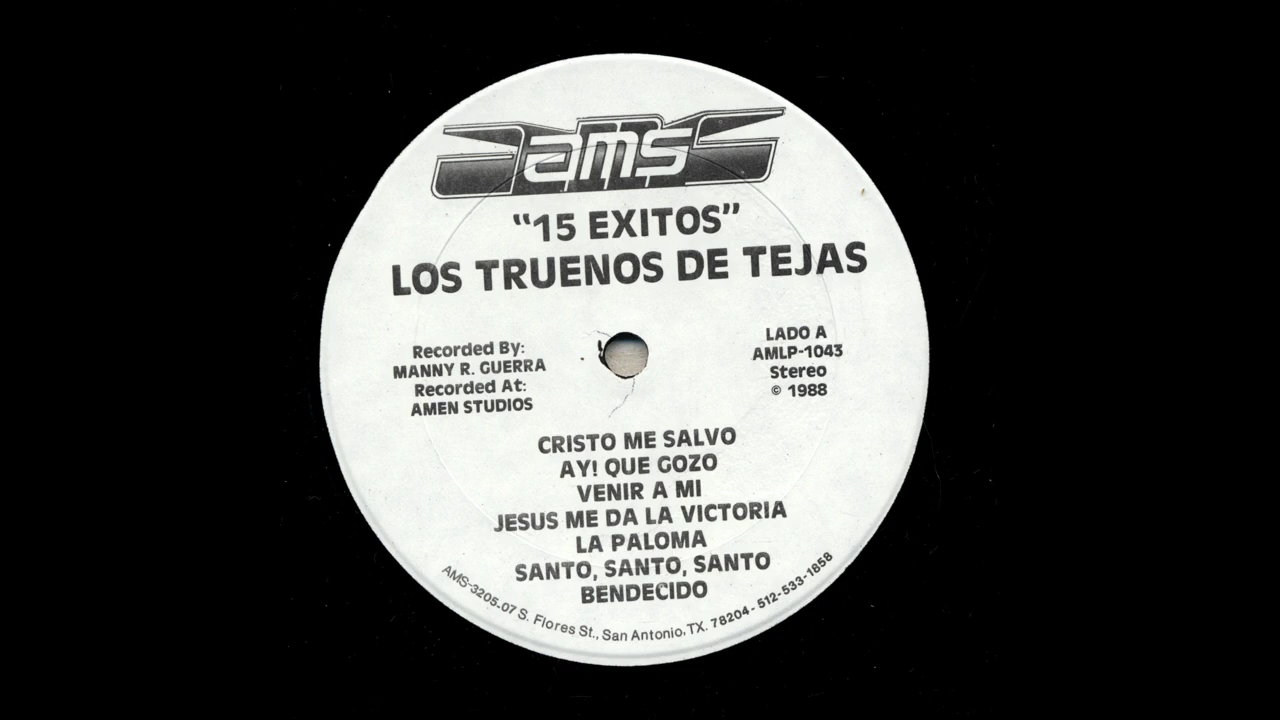 ams
"15 EXITOS"
LOS TRUENOS DE TEJAS
Recorded By:
MANNY R. GUERRA
Recorded At:
AMEN STUDIOS
LADO A
AMLP-1043
Stereo
© 1988
CRISTO ME SALVO
AY! QUE GOZO
VENIR A MI
JESUS ME DA LA VICTORIA
LA PALOMA
SANTO, SANTO, SANTO
BENDECIDO
AMS-3205-07 S. Flores St., San Antonio, TX. 78204 - 512-533-1858